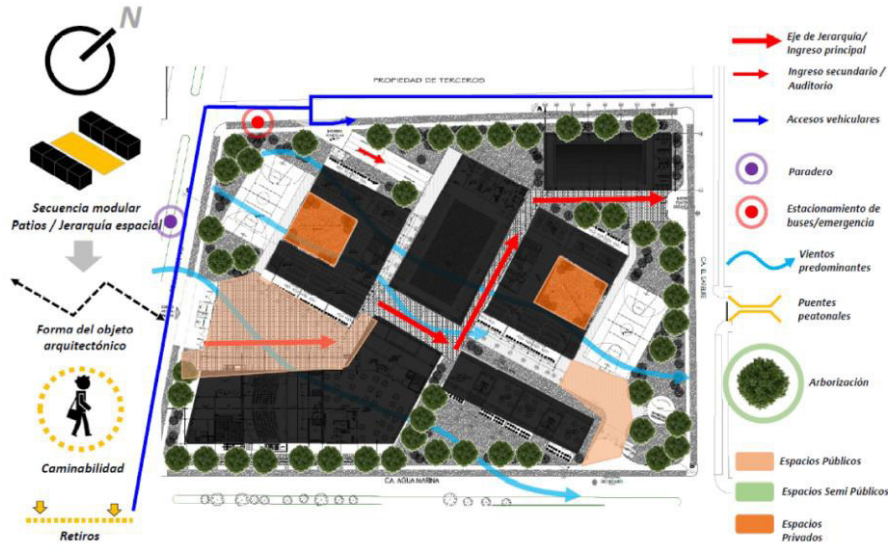 N
Secuencia modular
Patios / Jerarquía espacial
Forma del objeto
arquitectónico
Caminabilidad
Retiros
PROPIEDAD DE TERCEROS
CA. AGUA MARINA
Eje de Jerarquía/
Ingreso principal
Ingreso secundario /
Auditorio
Accesos vehiculares
Paradero
Estacionamiento de
buses/emergencia
Vientos
predominantes
Puentes
peatonales
Arborización
Espacios Públicos
Espacios Semi Públicos
Espacios
Privados